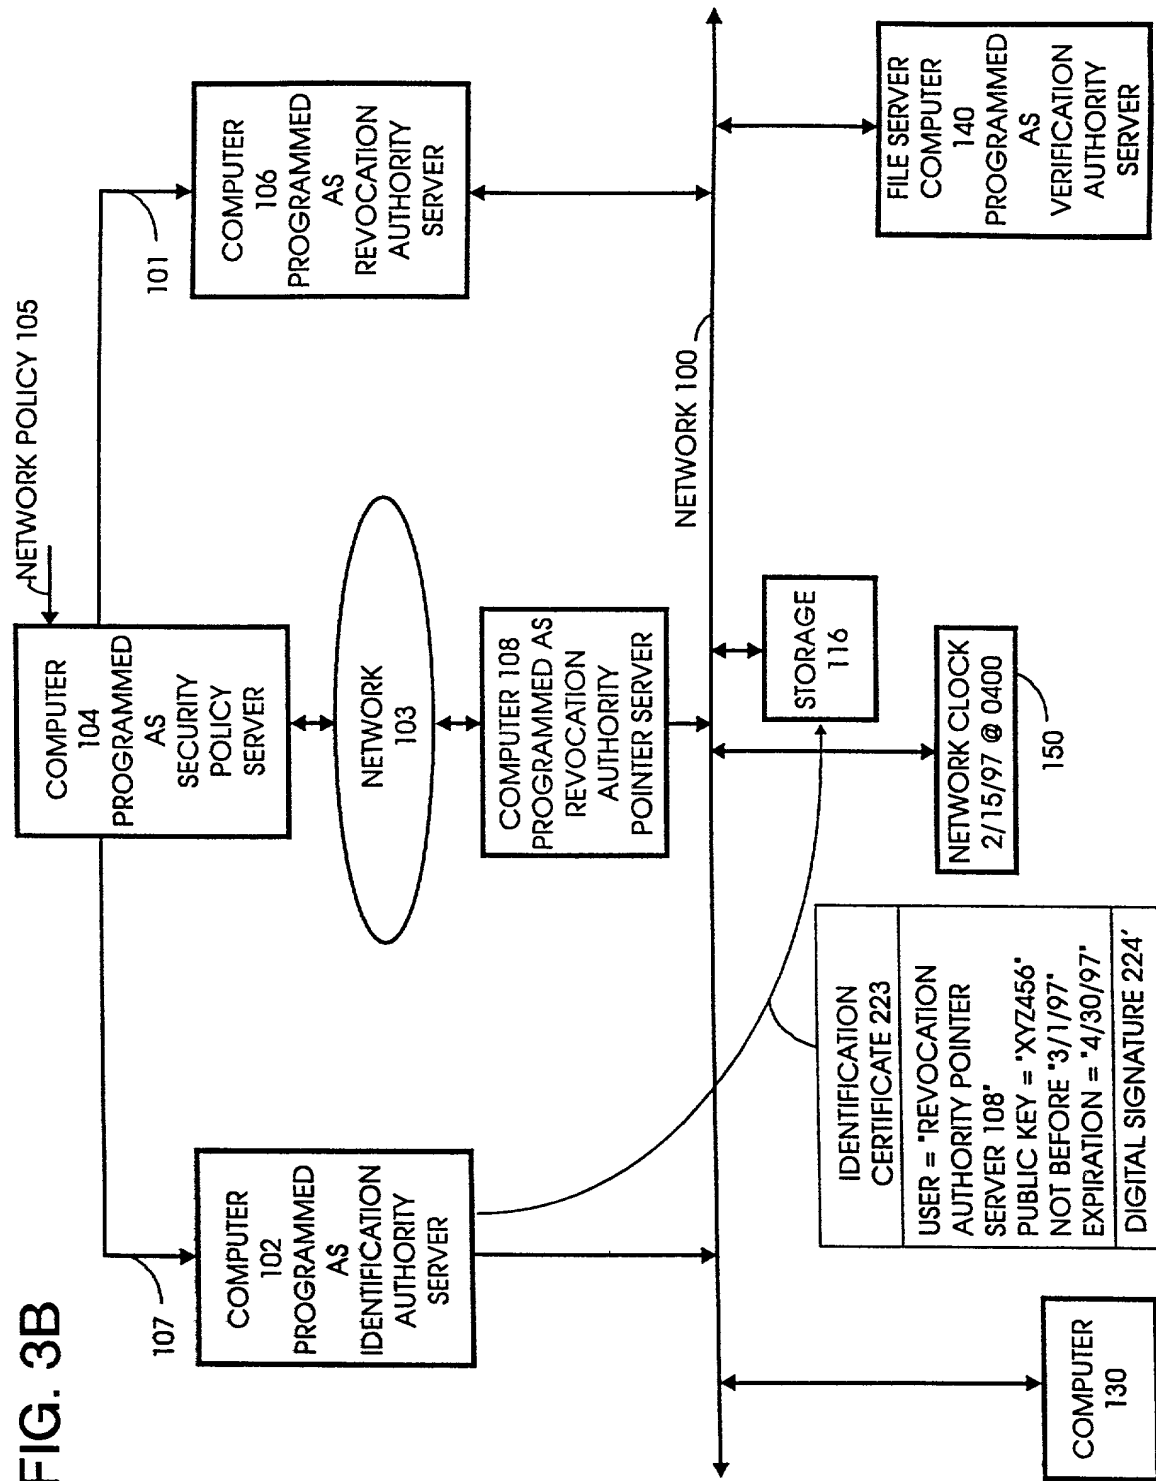 FIG. 3B
NETWORK POLICY 105
COMPUTER
104
PROGRAMMED
AS
SECURITY
POLICY
SERVER
107
101
COMPUTER
102
PROGRAMMED
AS
IDENTIFICATION
AUTHORITY
SERVER
NETWORK
103
COMPUTER
106
PROGRAMMED
AS
REVOCATION
AUTHORITY
SERVER
COMPUTER 108
PROGRAMMED AS
REVOCATION
AUTHORITY
POINTER SERVER
NETWORK 100
STORAGE
116
IDENTIFICATION
CERTIFICATE 223
USER = "REVOCATION
AUTHORITY POINTER
SERVER 108"
PUBLIC KEY = "XYZ456"
NOT BEFORE "3/1/97"
EXPIRATION = "4/30/97"
DIGITAL SIGNATURE 224'
NETWORK CLOCK
2/15/97 @ 0400
150
COMPUTER
130
FILE SERVER
COMPUTER
140
PROGRAMMED
AS
VERIFICATION
AUTHORITY
SERVER